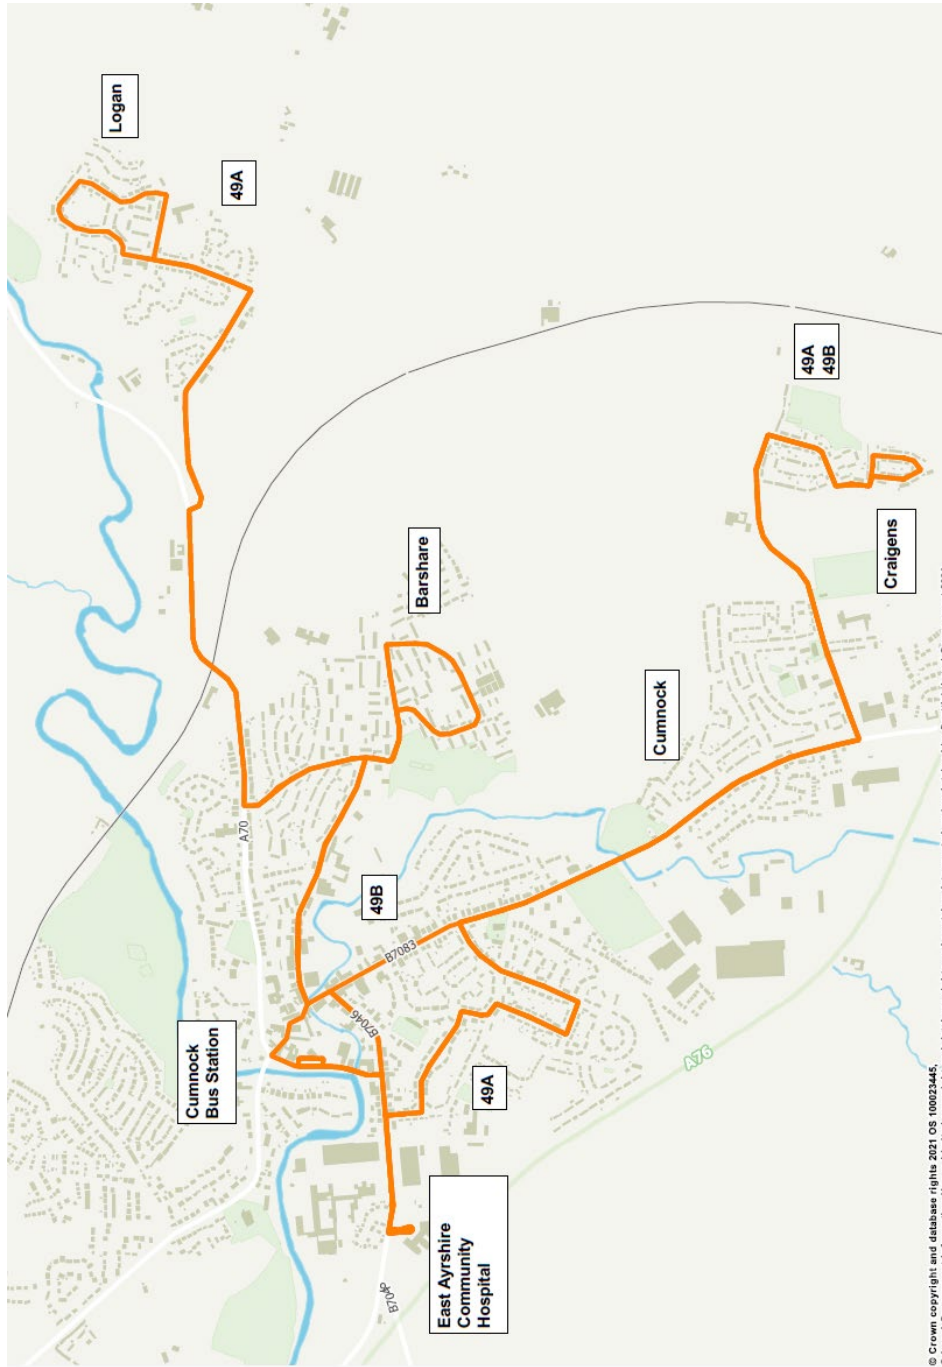 Logan
49A
49A
49B
Craigens
Barshare
Cumnock
A70
49B
B7083
B7046
Cumnock
Bus Station
49A
A76
East Ayrshire
Community
Hospital
© Crown copyright and database rights 2021 OS 100023445,